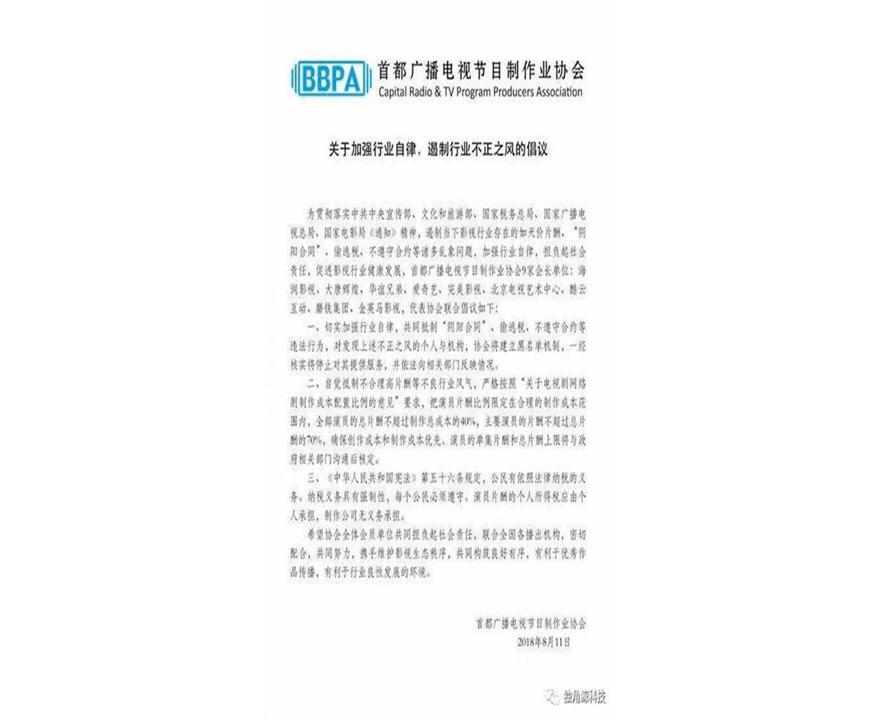 BBPA
首都广播电视节目制作业协会
Capital Radio & TV Program Producers Association
关于加强行业自律，遏制行业不正之风的倡议
为贯彻落实中共中央宣传部、文化和旅游部、国家税务总局、国家广播电
视总局、国家电影局《通知》精神，遏制当下影视行业存在的如天价片酬、“阴
阳合同”、偷逃税、不遵守合约等诸多乱象问题，加强行业自律，担负起社会
责任，促进影视行业健康发展，首都广播电视节目制作业协会9家会长单位：海
润影视、大唐辉煌、华谊兄弟、爱奇艺、完美影视、北京电视艺术中心、酷云
互动、磨铁集团、金英马影视，代表协会联合倡议如下：
一、切实加强行业自律，共同抵制“阴阳合同”、偷逃税、不遵守合约等
违法行为，对发现上述不正之风的个人与机构，协会将建立黑名单机制，一经
核实将停止对其提供服务，并依法向相关部门反映情况。
二、自觉抵制不合理高片酬等不良行业风气，严格按照“关于电视剧网络
剧制作成本配置比例的意见”要求，把演员片酬比例限定在合理的制作成本范
围内，全部演员的总片酬不超过制作总成本的40%，主要演员的片酬不超过总片
酬的70%，确保创作成本和制作成本优先。演员的单集片酬和总片酬上限将与政
府相关部门沟通后核定。
三、《中华人民共和国宪法》第五十六条规定，公民有依照法律纳税的义
务。纳税义务具有强制性，每个公民必须遵守。演员片酬的个人所得税应由个
人承担，制作公司无义务承担。
希望协会全体会员单位共同担负起社会责任，联合全国各播出机构，密切
配合，共同努力，携手维护影视生态秩序，共同构筑良好有序，有利于优秀作
品传播，有利于行业良性发展的环境。
首都广播电视节目制作业协会
2018年8月11日
独角鲸科技